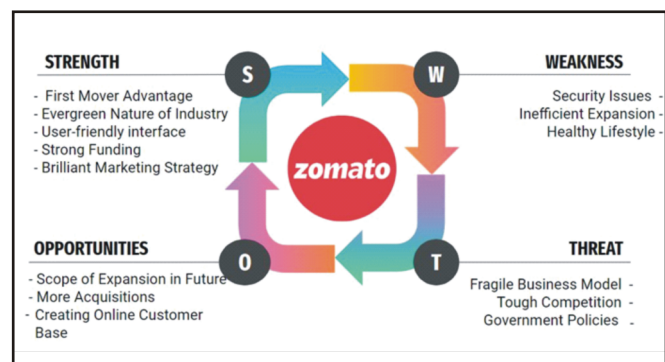 STRENGTH
- First Mover Advantage
- Evergreen Nature of Industry
- User-friendly interface
- Strong Funding
- Brilliant Marketing Strategy
S
W
WEAKNESS
Security Issues -
Inefficient Expansion -
Healthy Lifestyle -
zomato
OPPORTUNITIES
- Scope of Expansion in Future
- More Acquisitions
- Creating Online Customer
Base
O
T
THREAT
Fragile Business Model -
Tough Competition -
Government Policies -